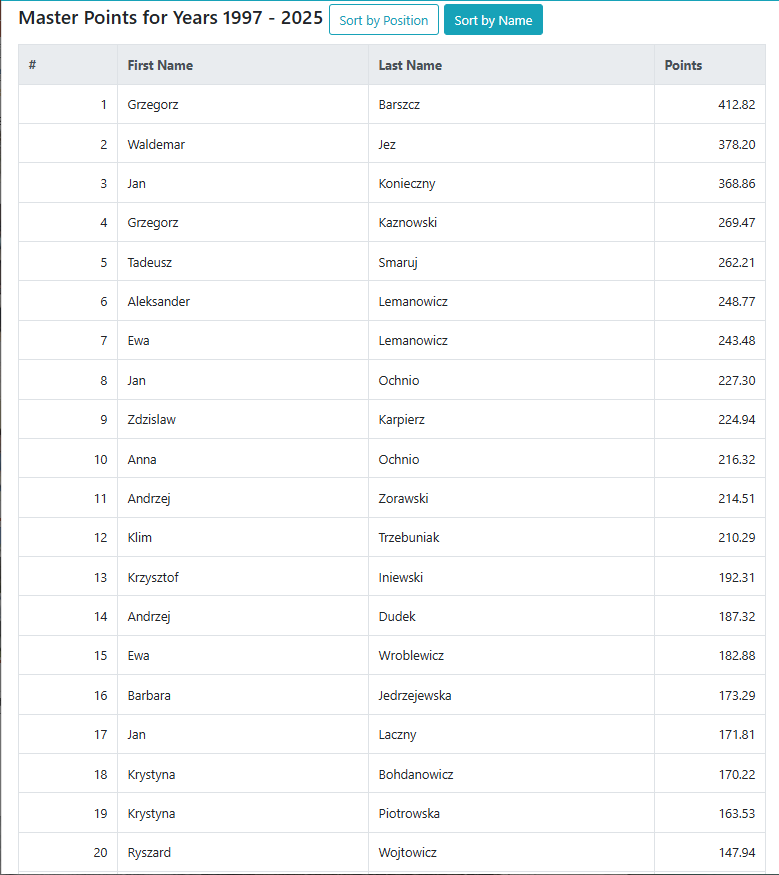 Master Points for Years 1997 - 2025 Sort by Position Sort by Name
# First Name Last Name Points
1 Grzegorz Barszcz 412.82
2 Waldemar Jez 378.20
3 Jan Konieczny 368.86
4 Grzegorz Kaznowski 269.47
5 Tadeusz Smaruj 262.21
6 Aleksander Lemanowicz 248.77
7 Ewa Lemanowicz 243.48
8 Jan Ochnio 227.30
9 Zdzislaw Karpierz 224.94
10 Anna Ochnio 216.32
11 Andrzej Zorawski 214.51
12 Klim Trzebuniak 210.29
13 Krzysztof Iniewski 192.31
14 Andrzej Dudek 187.32
15 Ewa Wroblewicz 182.88
16 Barbara Jedrzejewska 173.29
17 Jan Laczny 171.81
18 Krystyna Bohdanowicz 170.22
19 Krystyna Piotrowska 163.53
20 Ryszard Wojtowicz 147.94